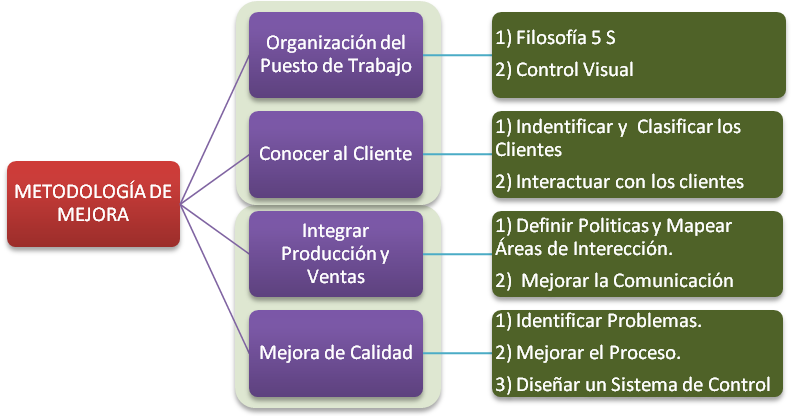 METODOLOGÍA DE
MEJORA
Organización del
Puesto de Trabajo
1) Filosofía 5 S
2) Control Visual
Conocer al Cliente
1) Indentificar y Clasificar los
Clientes
2) Interactuar con los clientes
Integrar
Producción y
Ventas
1) Definir Politicas y Mapear
Áreas de Interección.
2) Mejorar la Comunicación
Mejora de Calidad
1) Identificar Problemas.
2) Mejorar el Proceso.
3) Diseñar un Sistema de Control